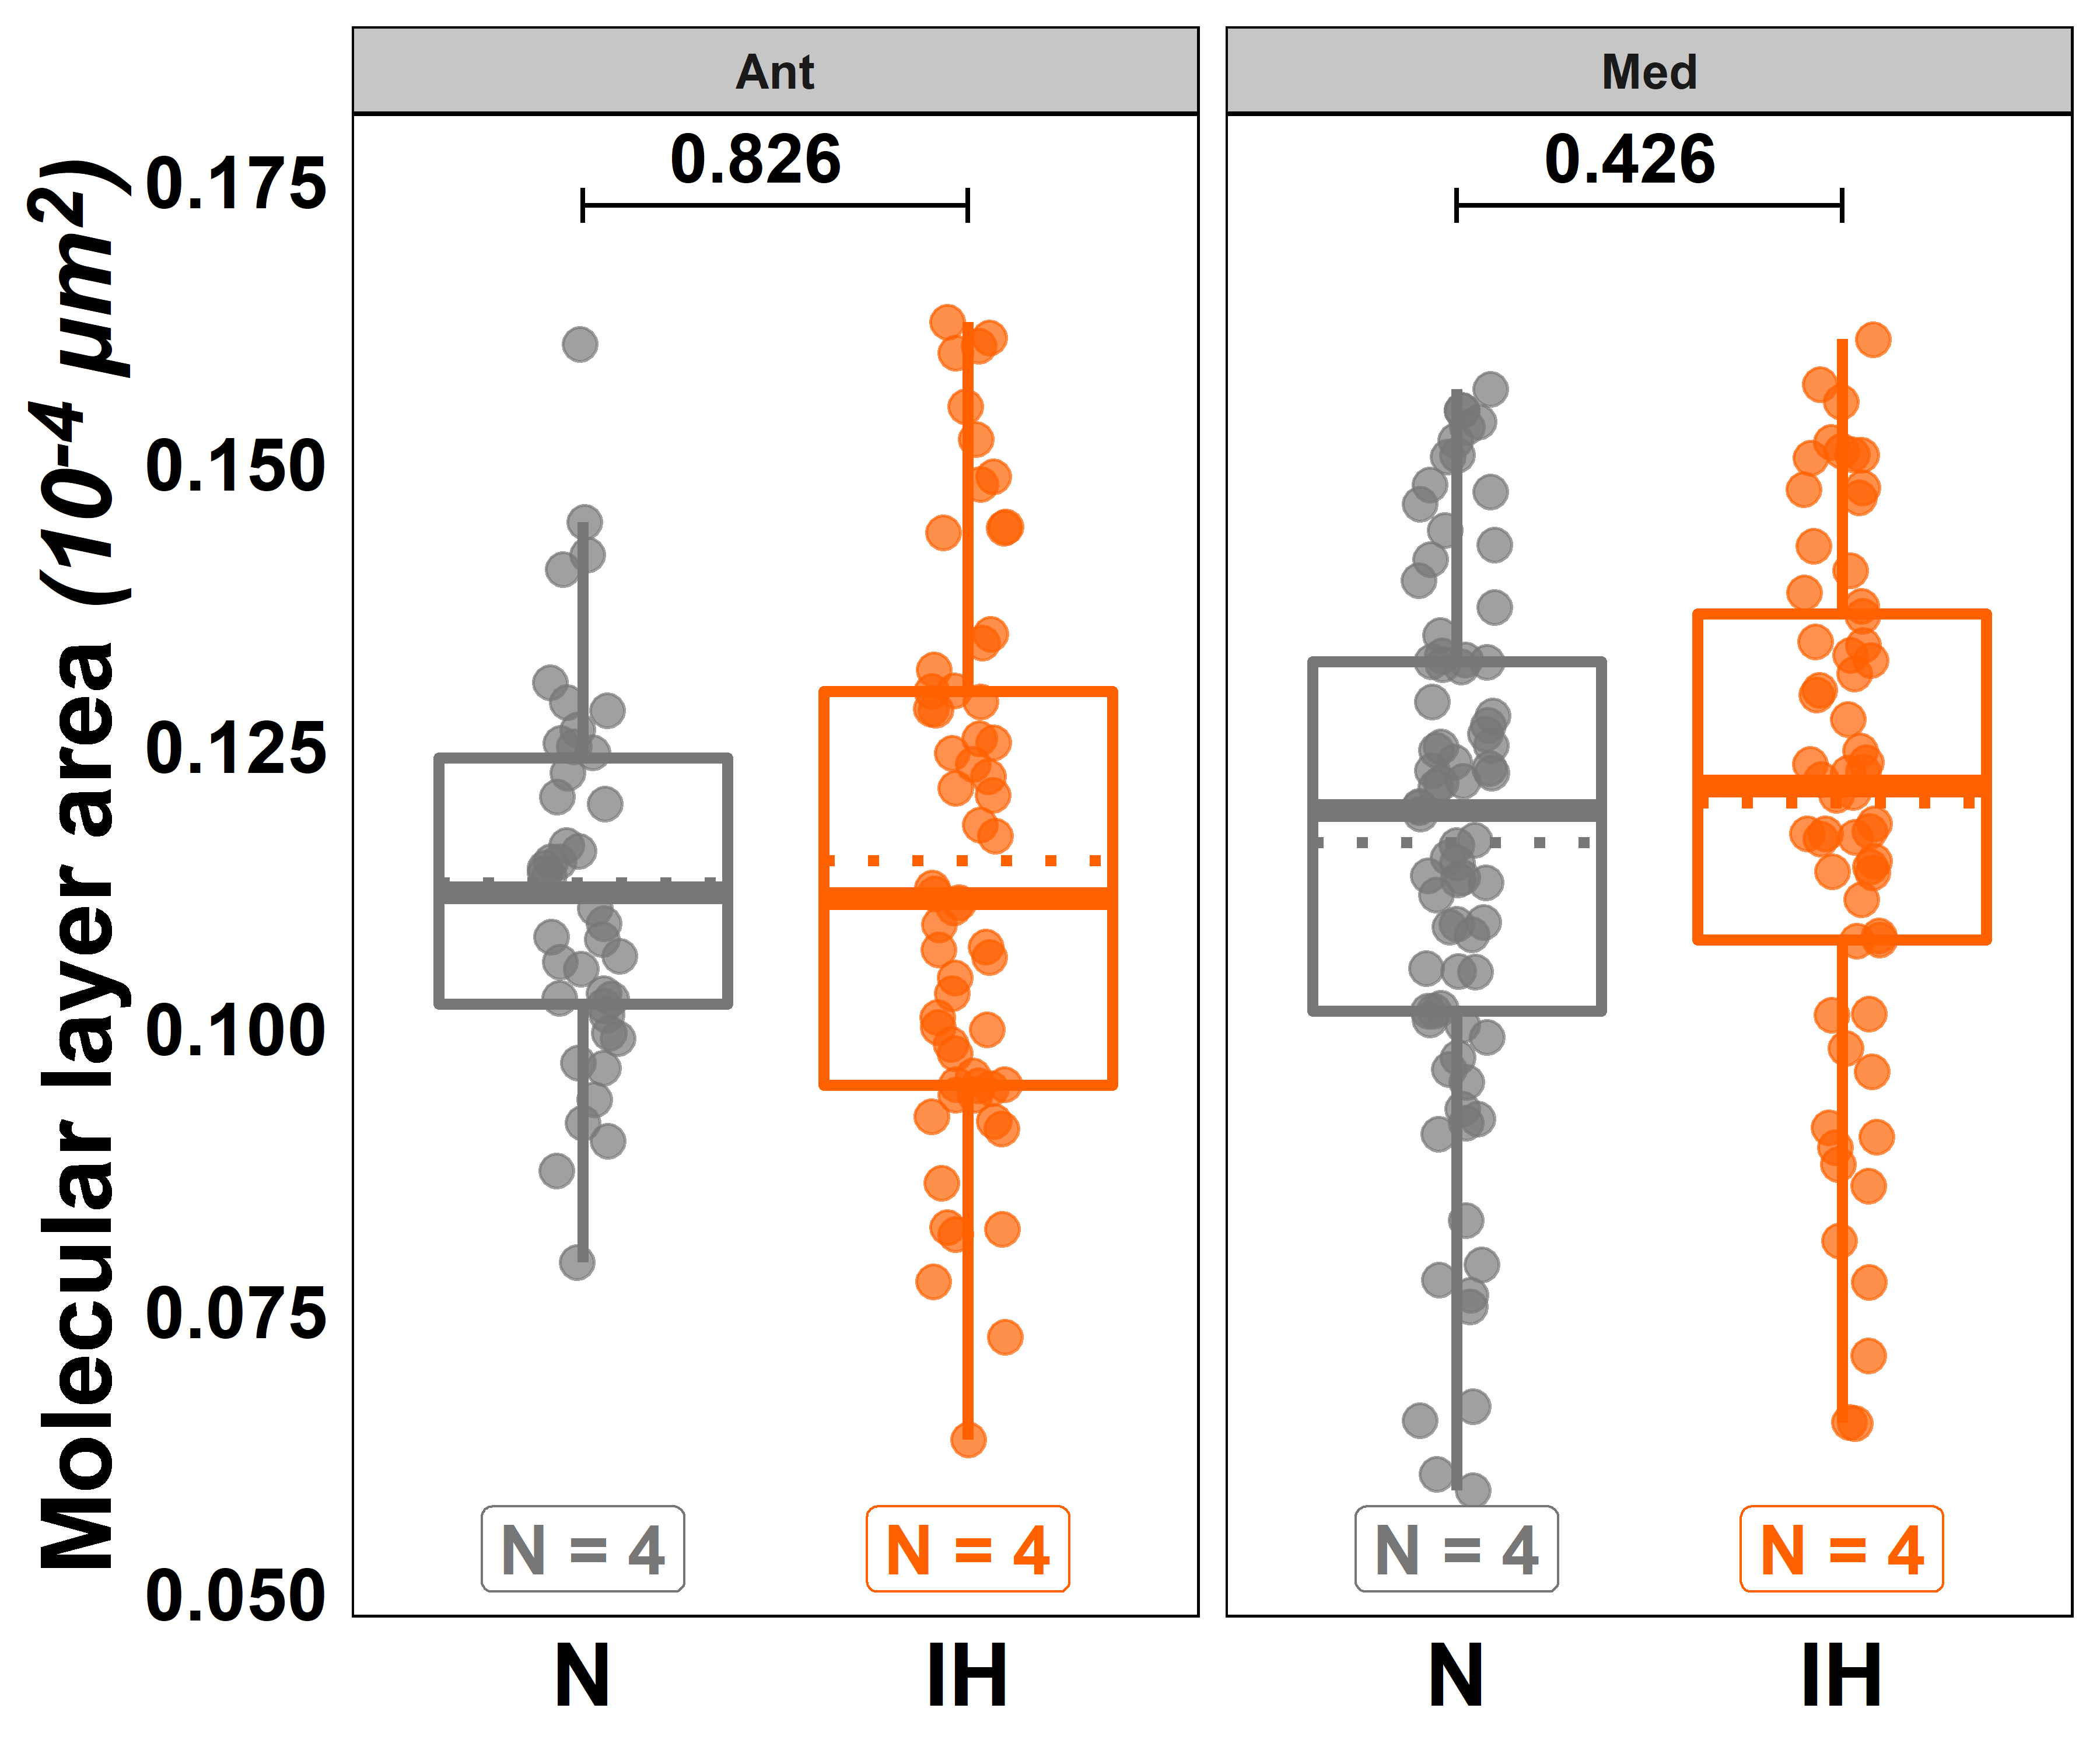 Ant
Med
Molecular layer area (10⁻⁴ µm²)
0.175
0.150
0.125
0.100
0.075
0.050
0.826
0.426
N = 4
N = 4
N = 4
N = 4
N
IH
N
IH